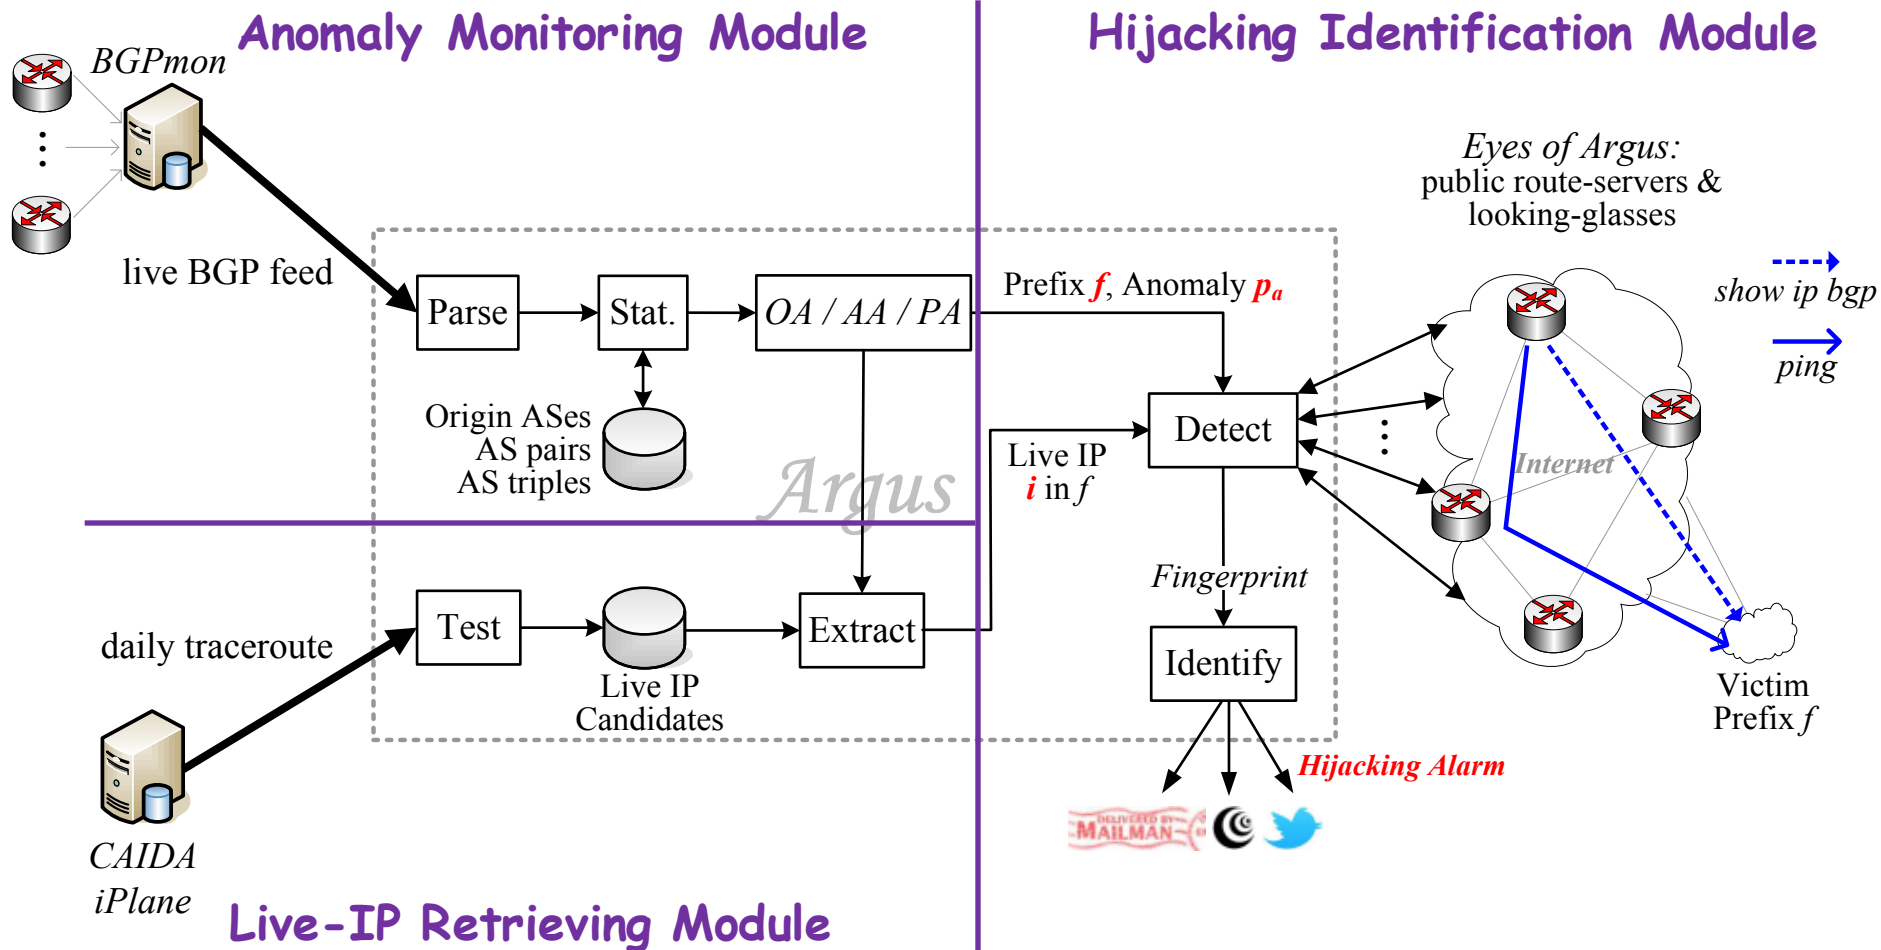 Anomaly Monitoring Module
Hijacking Identification Module
BGPmon
live BGP feed
Parse
Stat.
OA / AA / PA
Origin ASes
AS pairs
AS triples
Argus
Prefix f, Anomaly pa
Detect
Live IP
i in f
Fingerprint
Identify
Hijacking Alarm
DELIVERED BY
MAILMAN
Eyes of Argus:
public route-servers &
looking-glasses
show ip bgp
ping
Internet
Victim
Prefix f
daily traceroute
Test
Live IP
Candidates
Extract
CAIDA
iPlane
Live-IP Retrieving Module